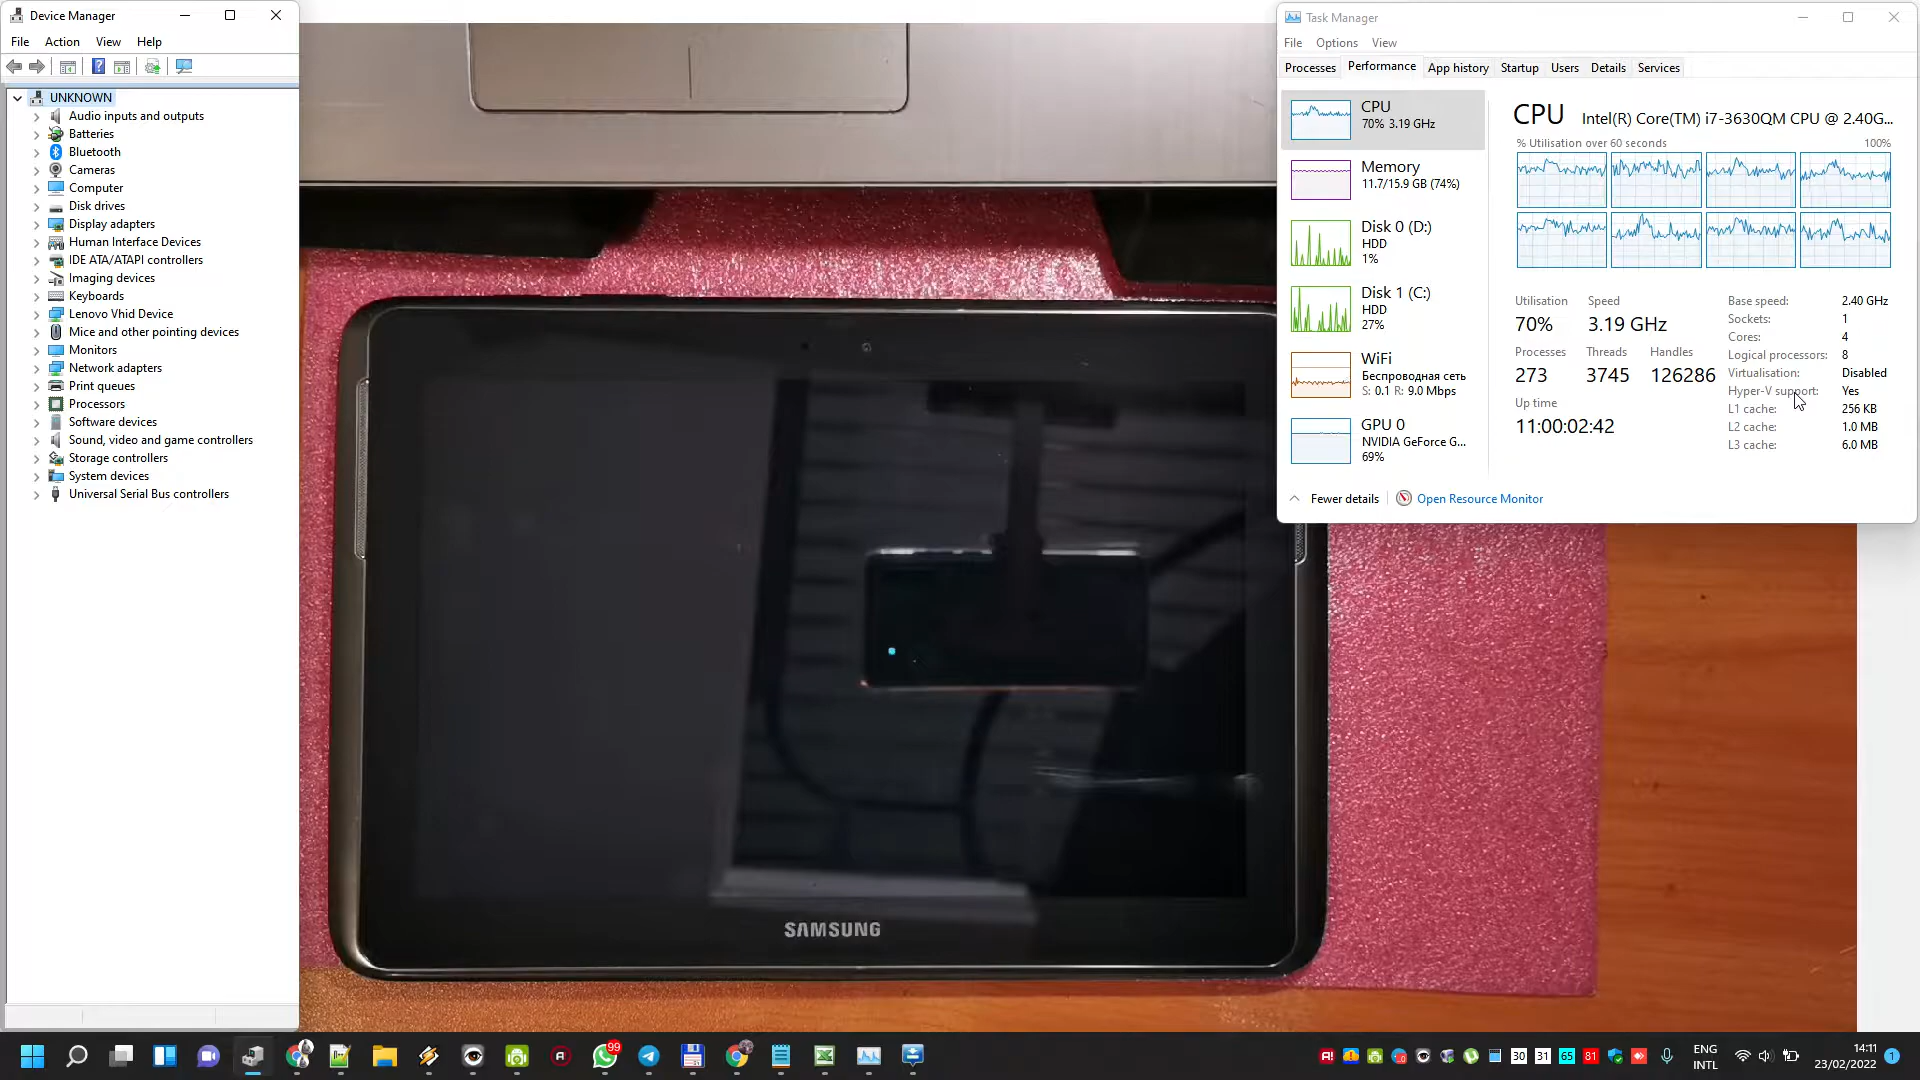 Device Manager
File Action View Help
UNKNOWN
Audio inputs and outputs
Batteries
Bluetooth
Cameras
Computer
Disk drives
Display adapters
Human Interface Devices
IDE ATA/ATAPI controllers
Imaging devices
Keyboards
Lenovo Vhid Device
Mice and other pointing devices
Monitors
Network adapters
Print queues
Processors
Software devices
Sound, video and game controllers
Storage controllers
System devices
Universal Serial Bus controllers
SAMSUNG
Task Manager
File Options View
Processes Performance App history Startup Users Details Services
CPU
70% 3.19 GHz
Memory
11.7/15.9 GB (74%)
Disk 0 (D:)
HDD
1%
Disk 1 (C:)
HDD
27%
WiFi
Беспроводная сеть
S: 0.1 R: 9.0 Mbps
GPU 0
NVIDIA GeForce G...
69%
CPU Intel(R) Core(TM) i7-3630QM CPU @ 2.40G...
% Utilisation over 60 seconds 100%
Utilisation Speed
70% 3.19 GHz
Processes Threads Handles
273 3745 126286
Up time
11:00:02:42
Base speed: 2.40 GHz
Sockets: 1
Cores: 4
Logical processors: 8
Virtualisation: Disabled
Hyper-V support: Yes
L1 cache: 256 KB
L2 cache: 1.0 MB
L3 cache: 6.0 MB
Fewer details Open Resource Monitor
99
30 31 65 81
ENG
INTL
14:11
23/02/2022
1